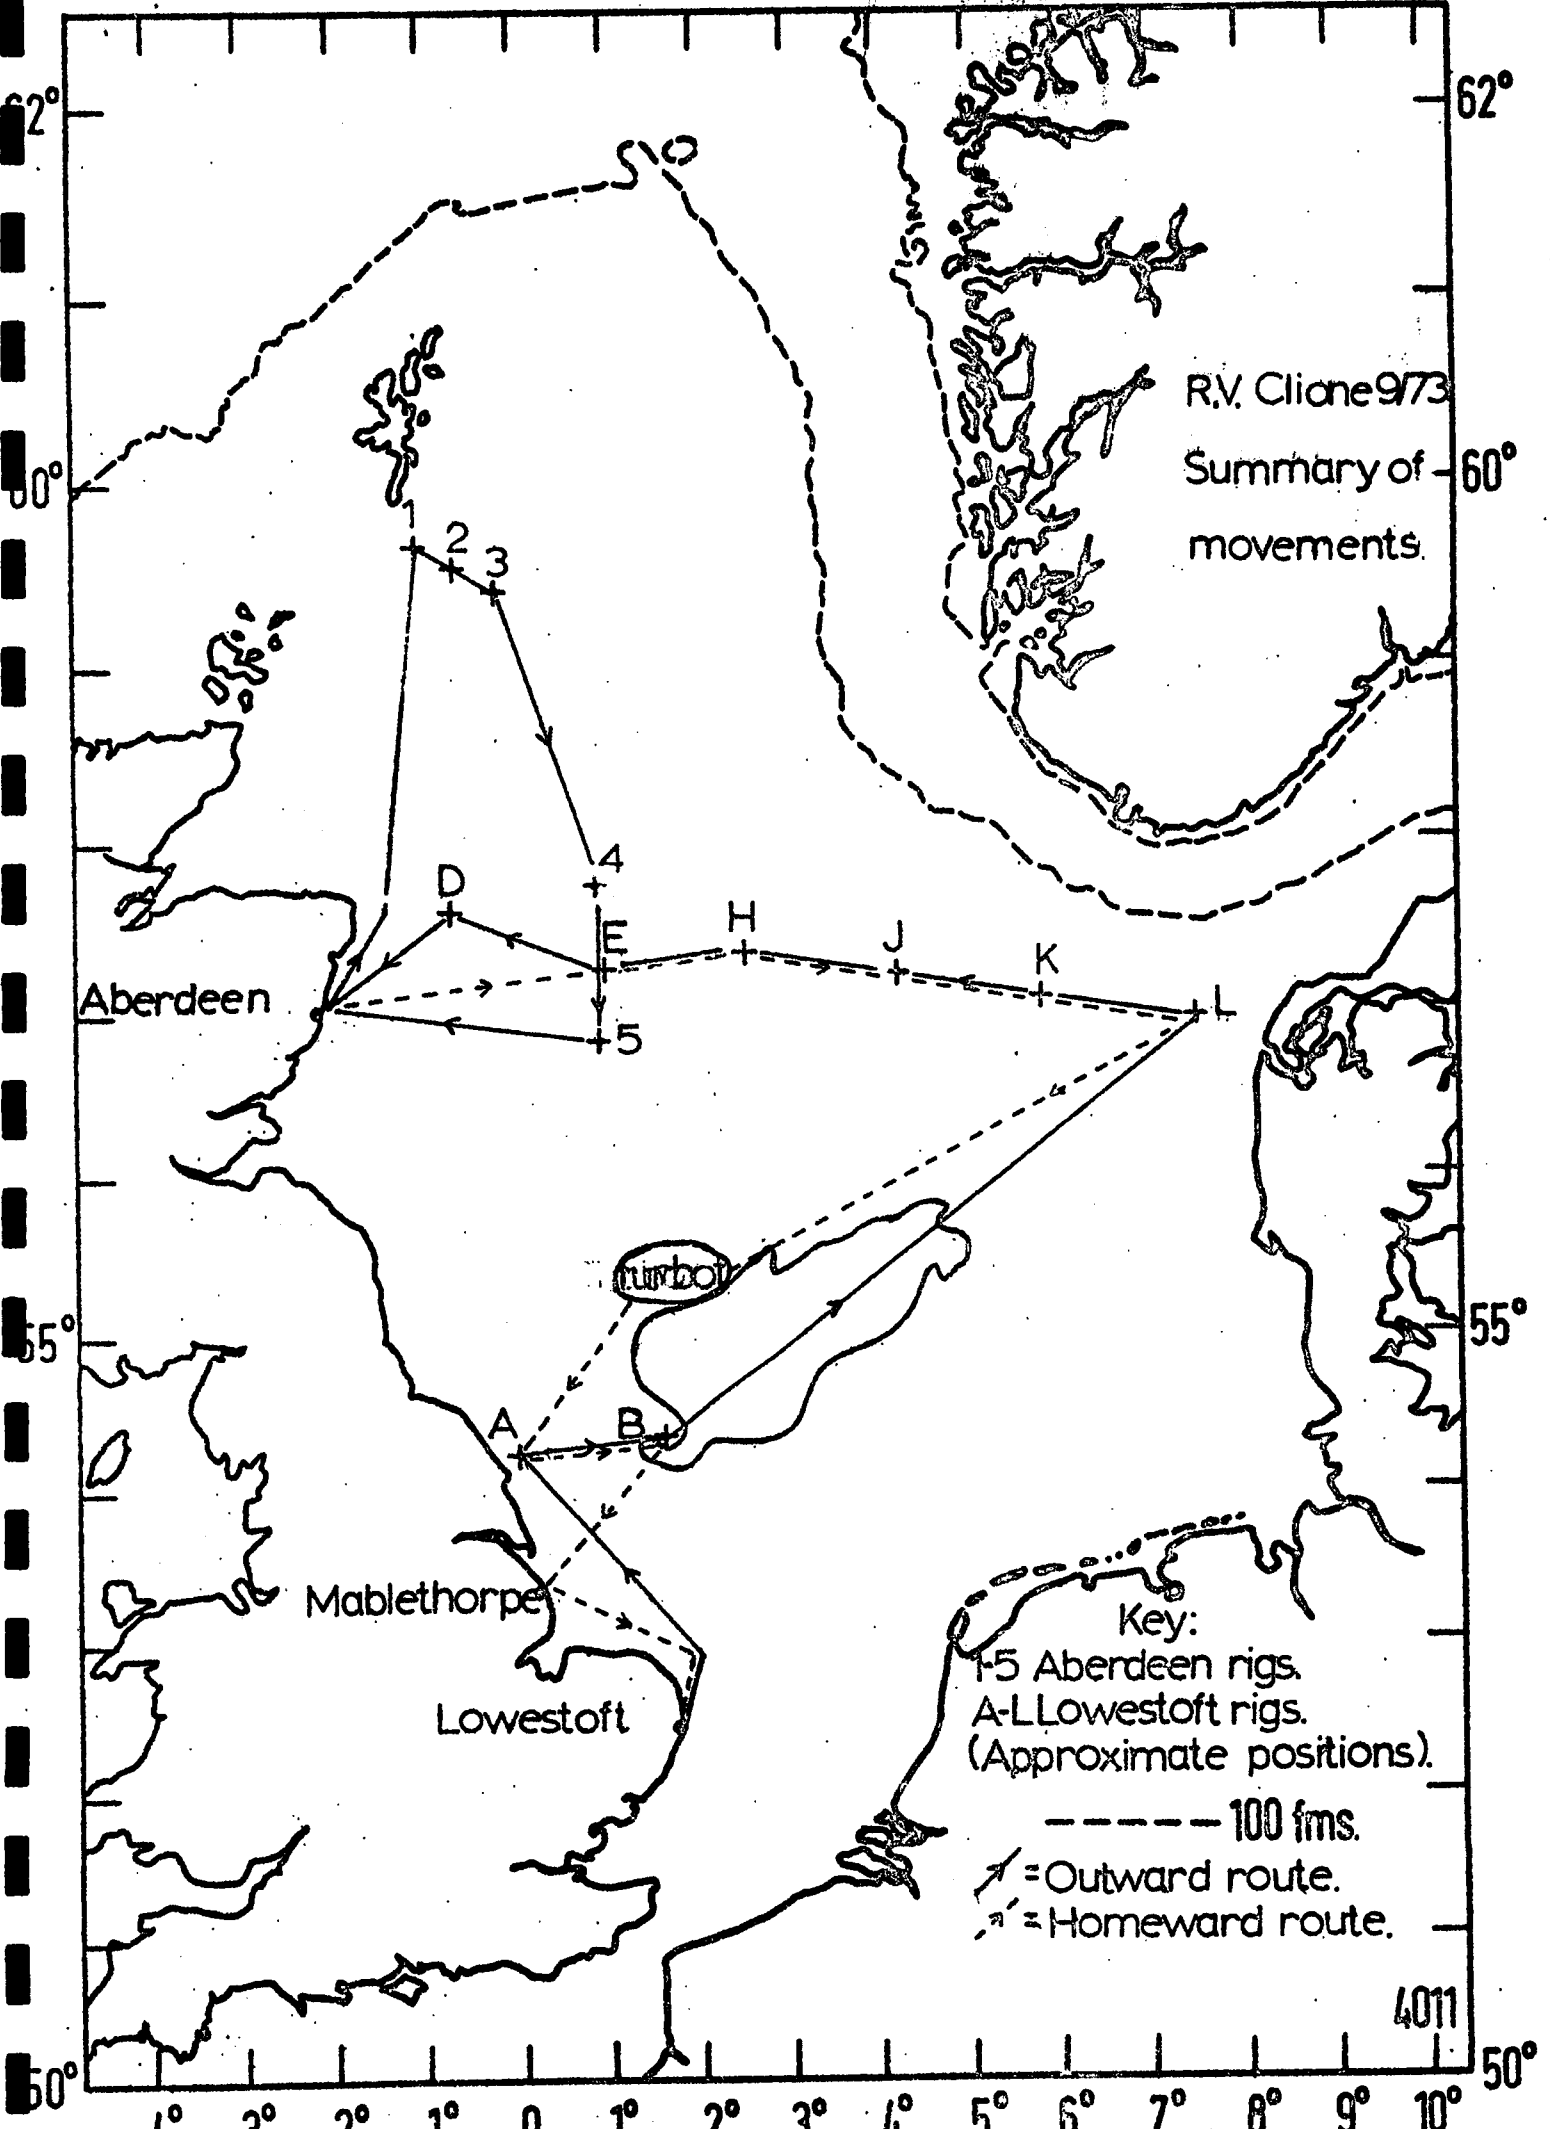 62°
62°
R.V. Clione 9/73
Summary of
movements.
60°
60°
1
2
3
4
D
E
H
J
K
L
Aberdeen
5
turbot
55°
55°
A
B
Mablethorpe
Lowestoft
Key:
1-5 Aberdeen rigs.
A-L Lowestoft rigs.
(Approximate positions).
100 fms.
= Outward route.
= Homeward route.
4011
50°
50°
4° 3° 2° 1° 0 1° 2° 3° 4° 5° 6° 7° 8° 9° 10°